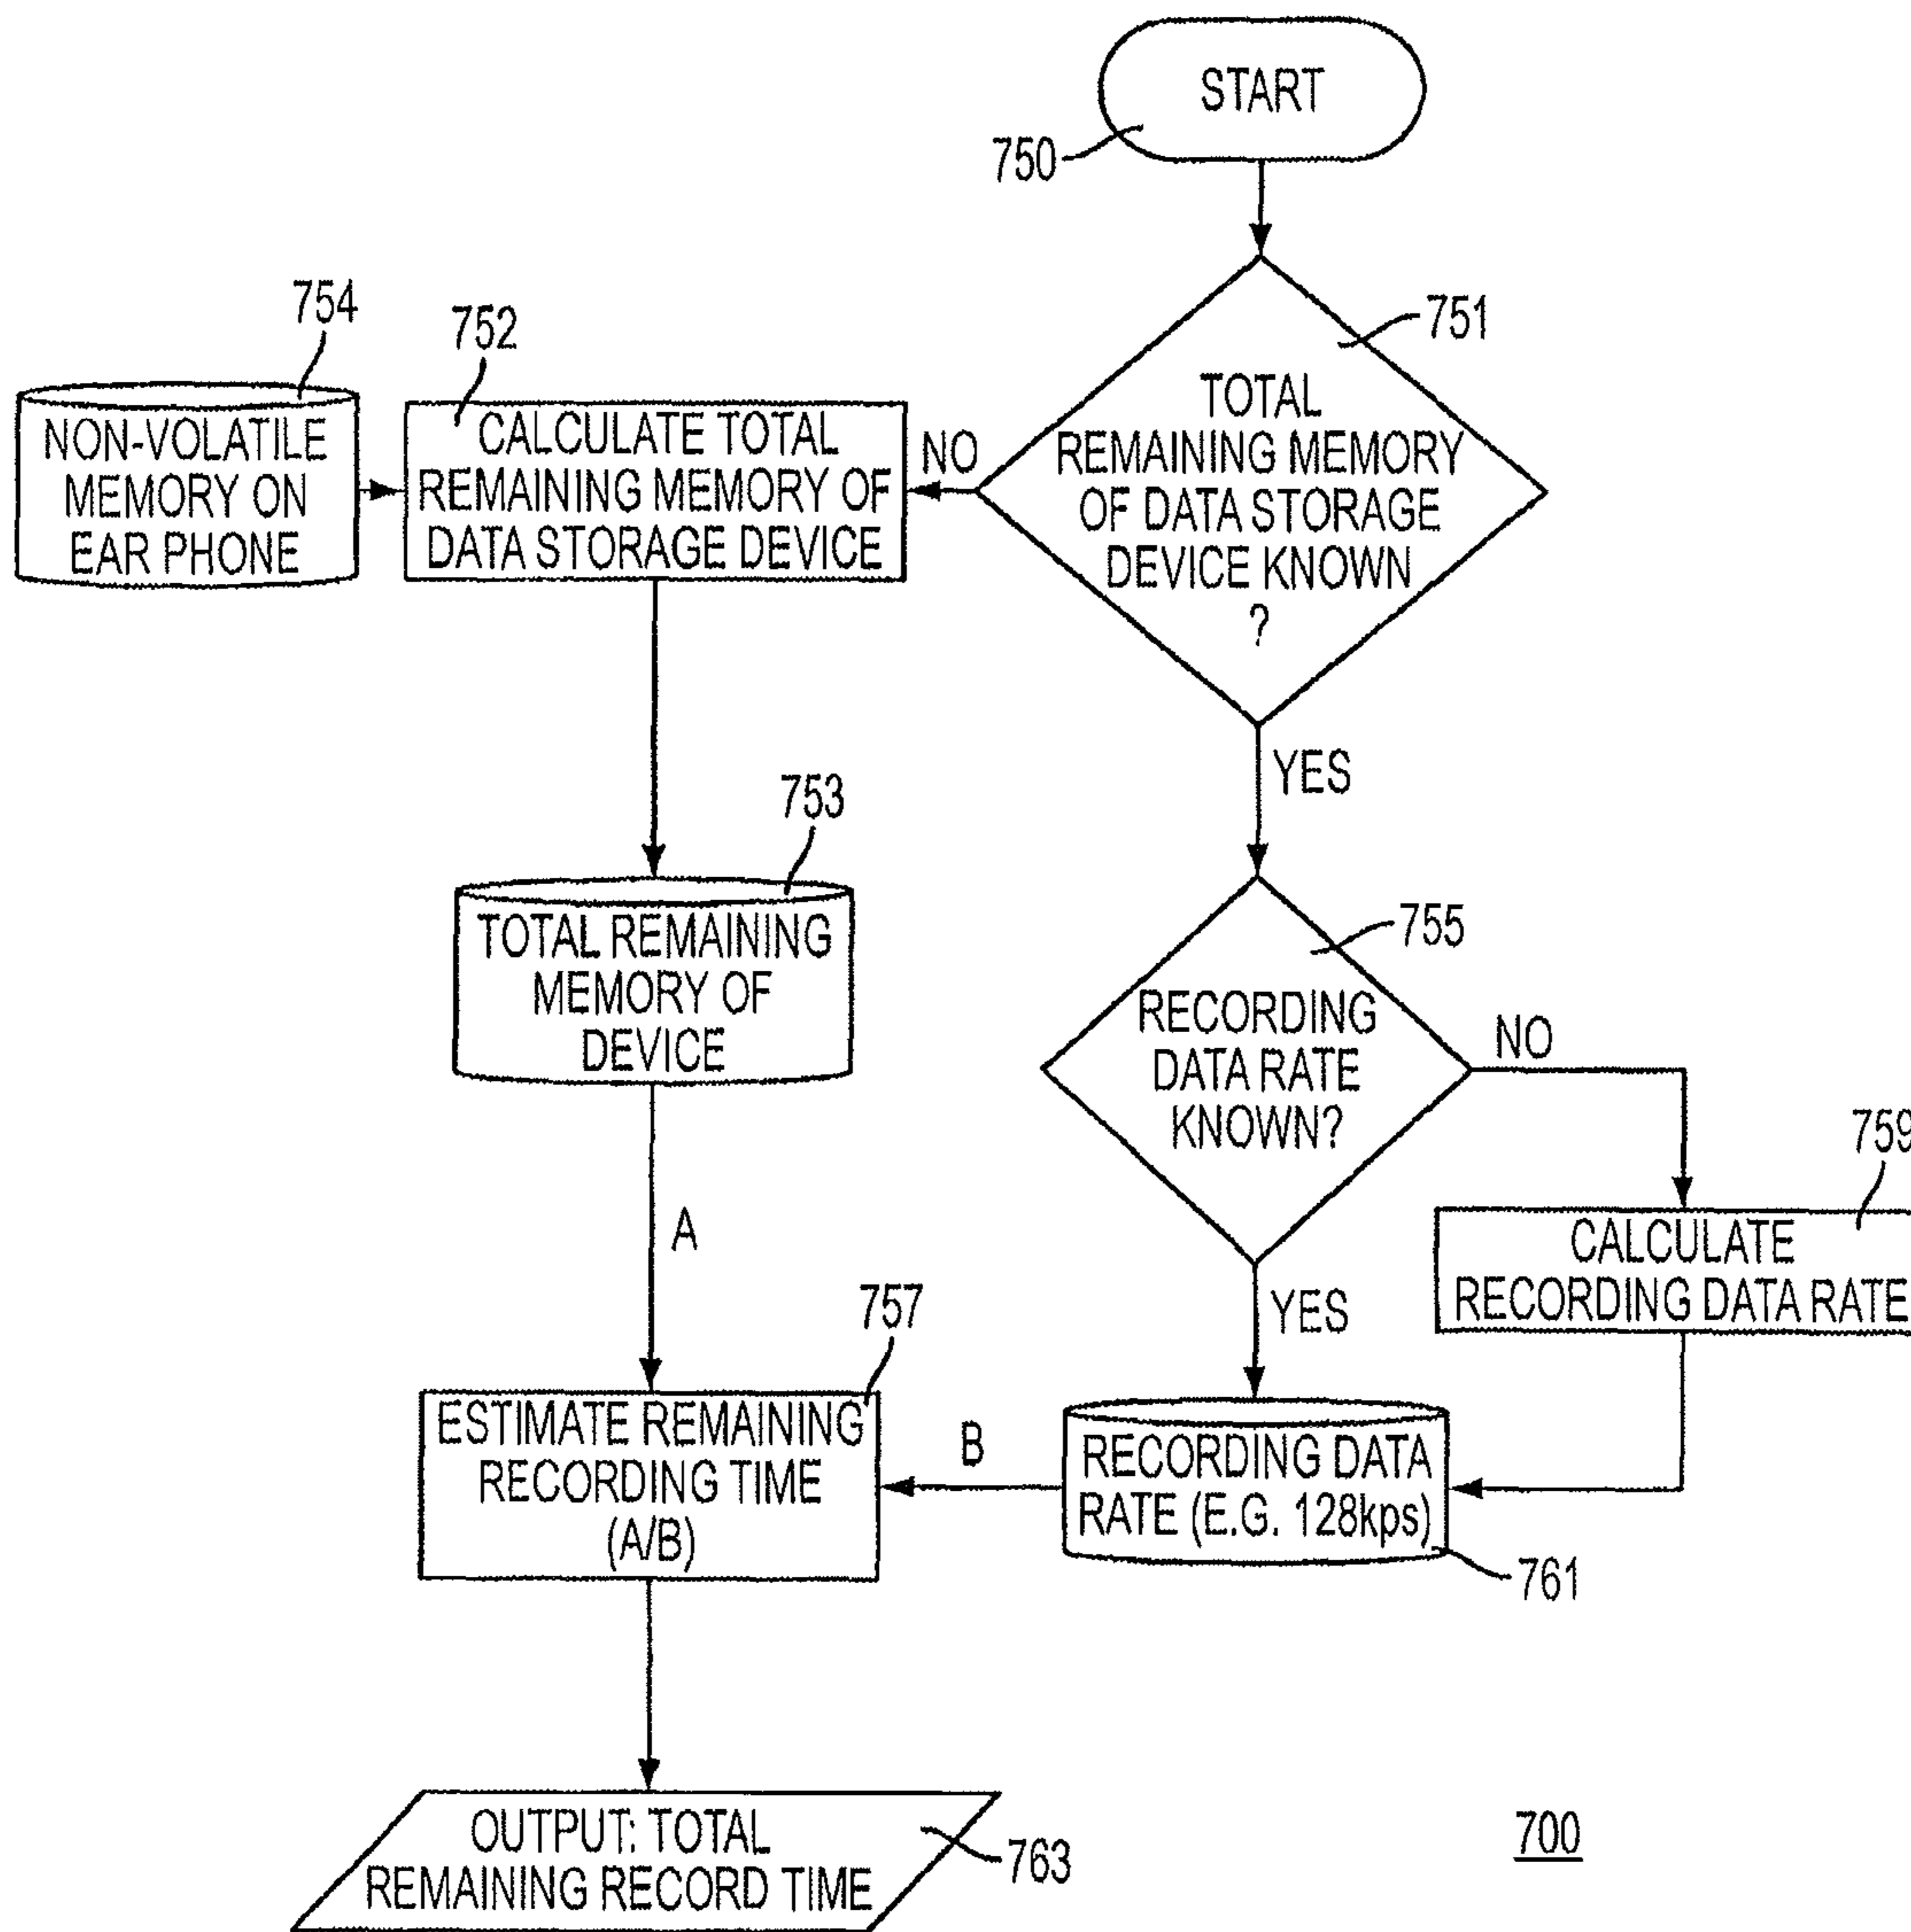 START
750
751
TOTAL
REMAINING MEMORY
OF DATA STORAGE
DEVICE KNOWN
?
754
752
NON-VOLATILE
MEMORY ON
EAR PHONE
CALCULATE TOTAL
REMAINING MEMORY OF
DATA STORAGE DEVICE
NO
YES
753
TOTAL REMAINING
MEMORY OF
DEVICE
755
RECORDING
DATA RATE
KNOWN?
NO
759
CALCULATE
RECORDING DATA RATE
A
YES
757
ESTIMATE REMAINING
RECORDING TIME
(A/B)
B
RECORDING DATA
RATE (E.G. 128kps)
761
OUTPUT: TOTAL
REMAINING RECORD TIME
763
700